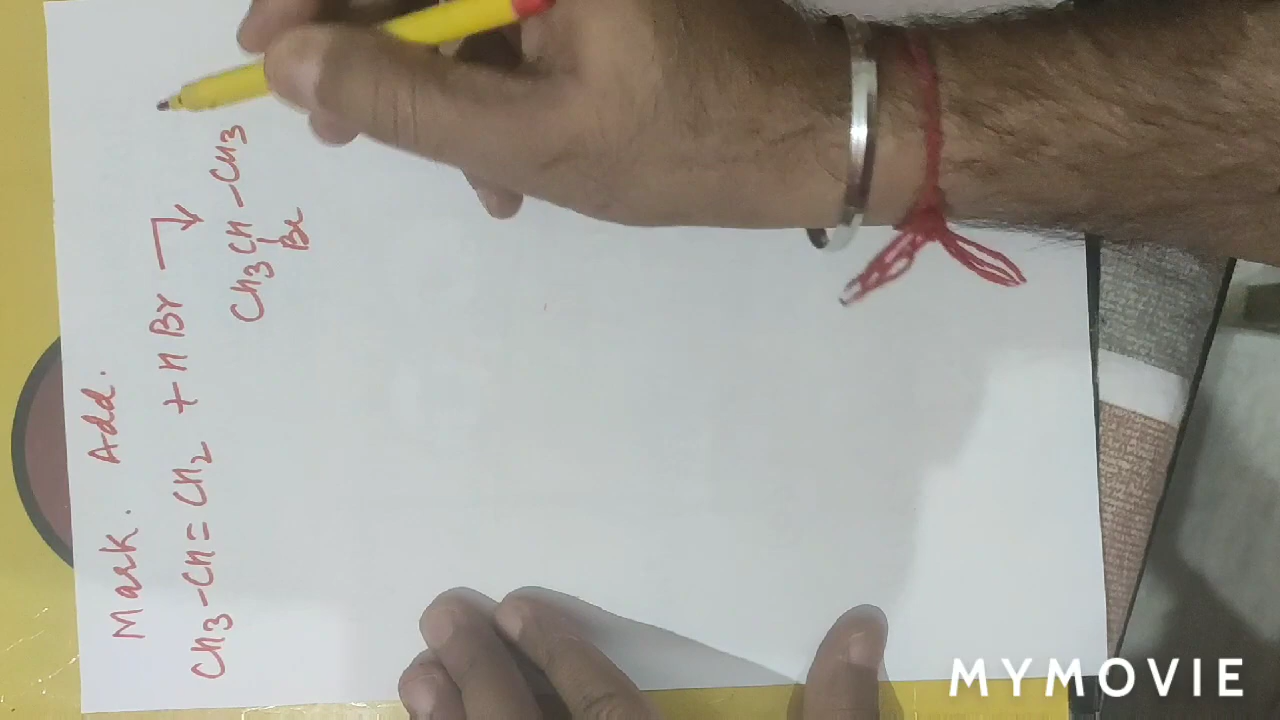 Mark. Add.
CH3-CH=CH2 + HBr →
CH3CH-CH3
Br
MYMOVIE